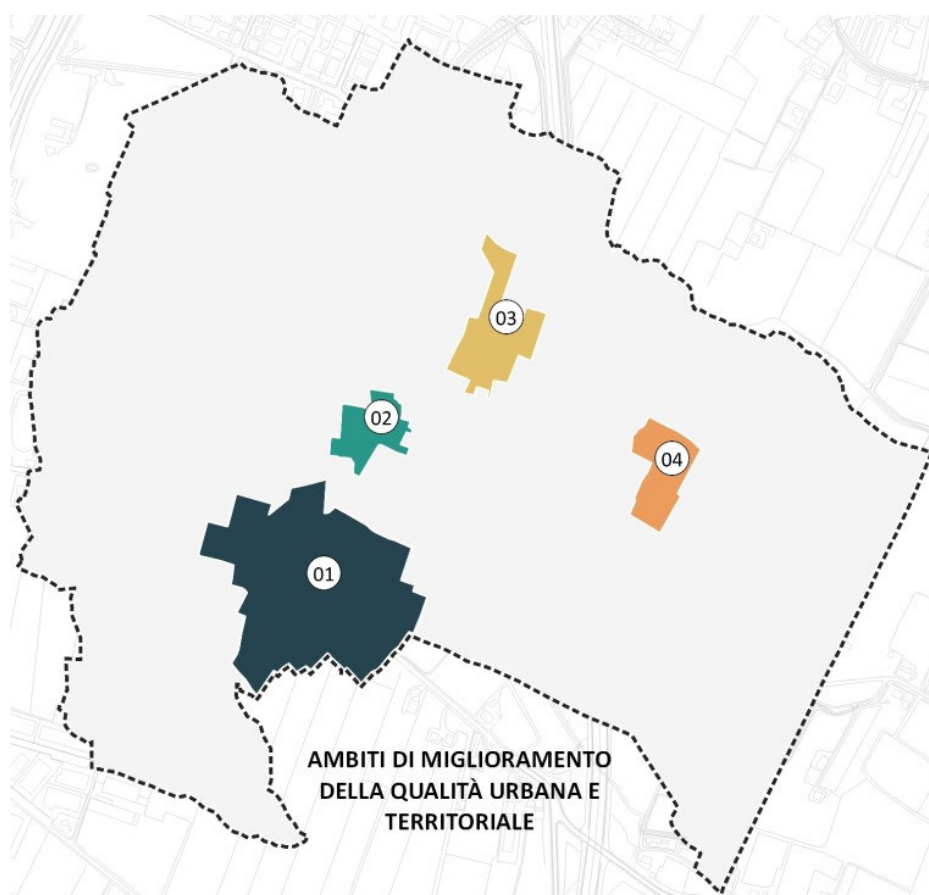 03
02
04
01
AMBITI DI MIGLIORAMENTO
DELLA QUALITÀ URBANA E
TERRITORIALE